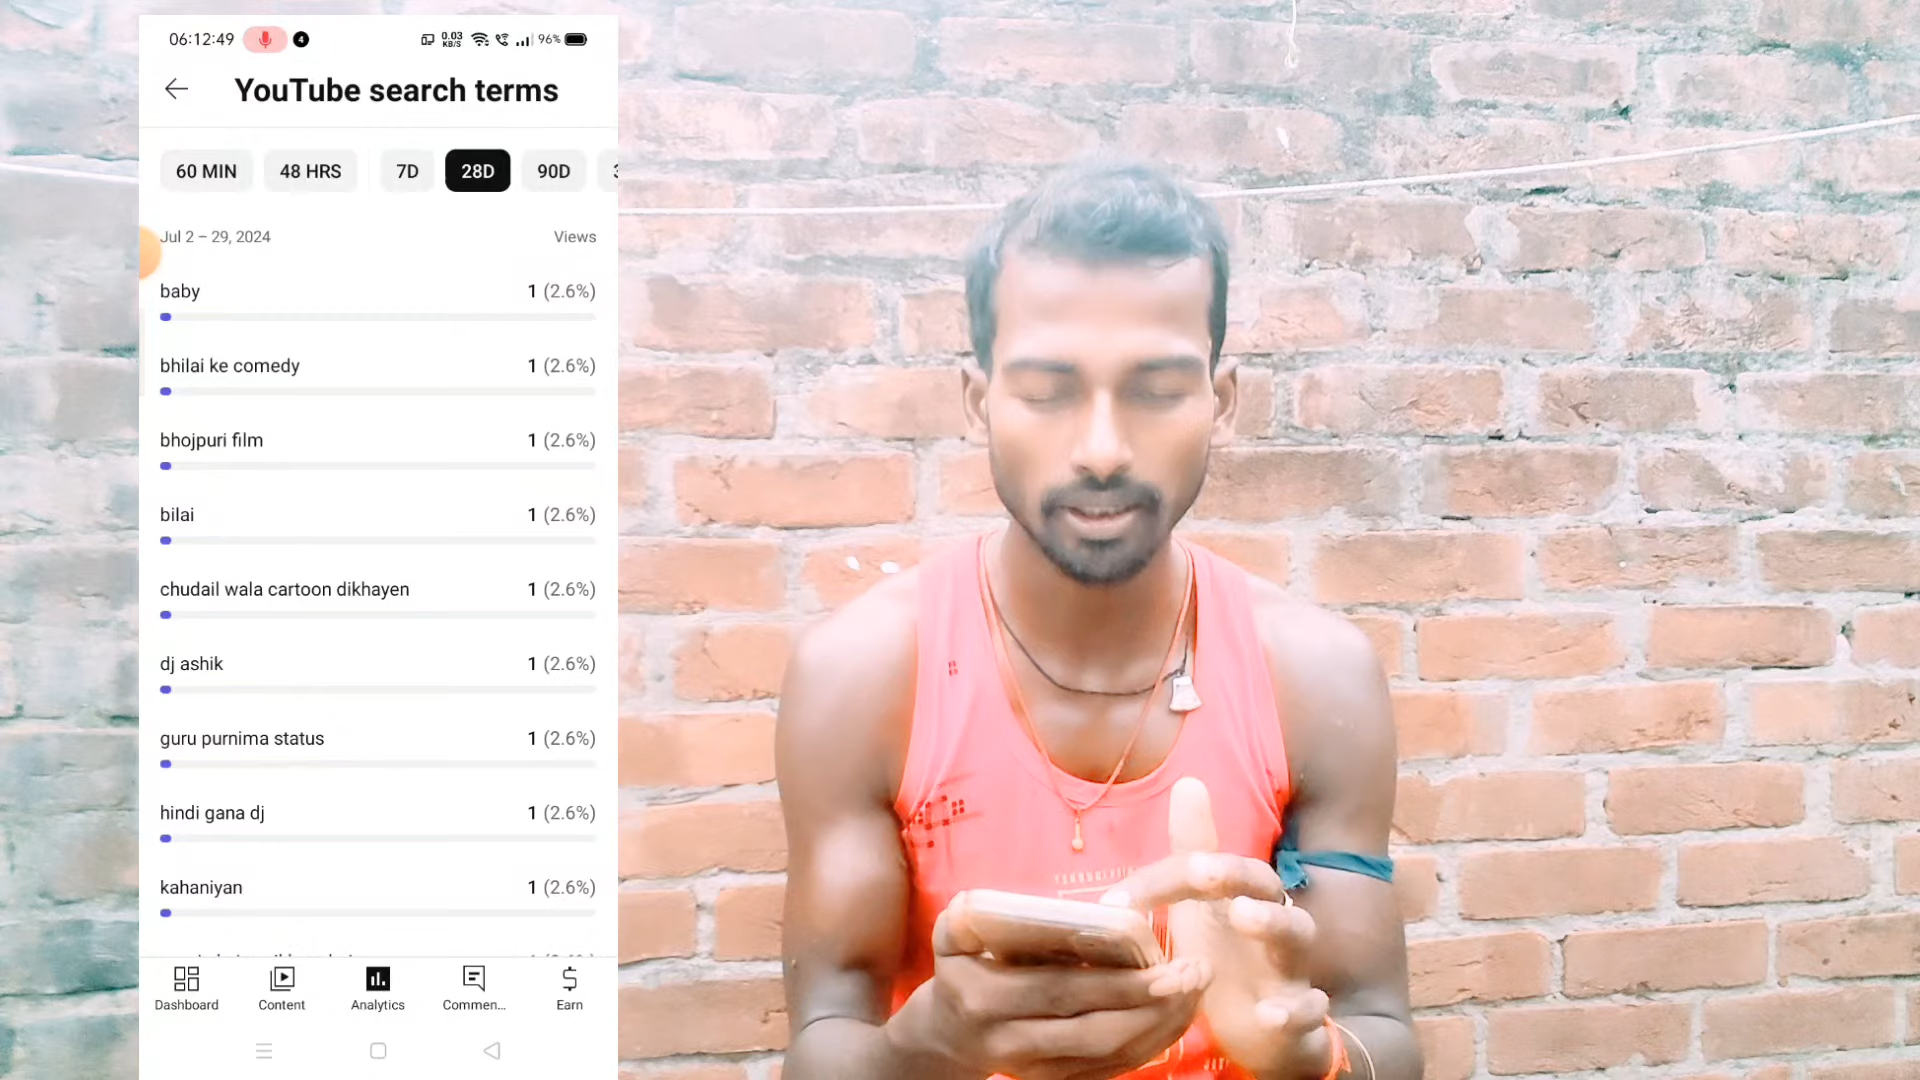 06:12:49 4 0.03 KB/S 96%
YouTube search terms
60 MIN 48 HRS 7D 28D 90D
Jul 2 – 29, 2024 Views
baby 1 (2.6%)
bhilai ke comedy 1 (2.6%)
bhojpuri film 1 (2.6%)
bilai 1 (2.6%)
chudail wala cartoon dikhayen 1 (2.6%)
dj ashik 1 (2.6%)
guru purnima status 1 (2.6%)
hindi gana dj 1 (2.6%)
kahaniyan 1 (2.6%)
Dashboard Content Analytics Commen... Earn